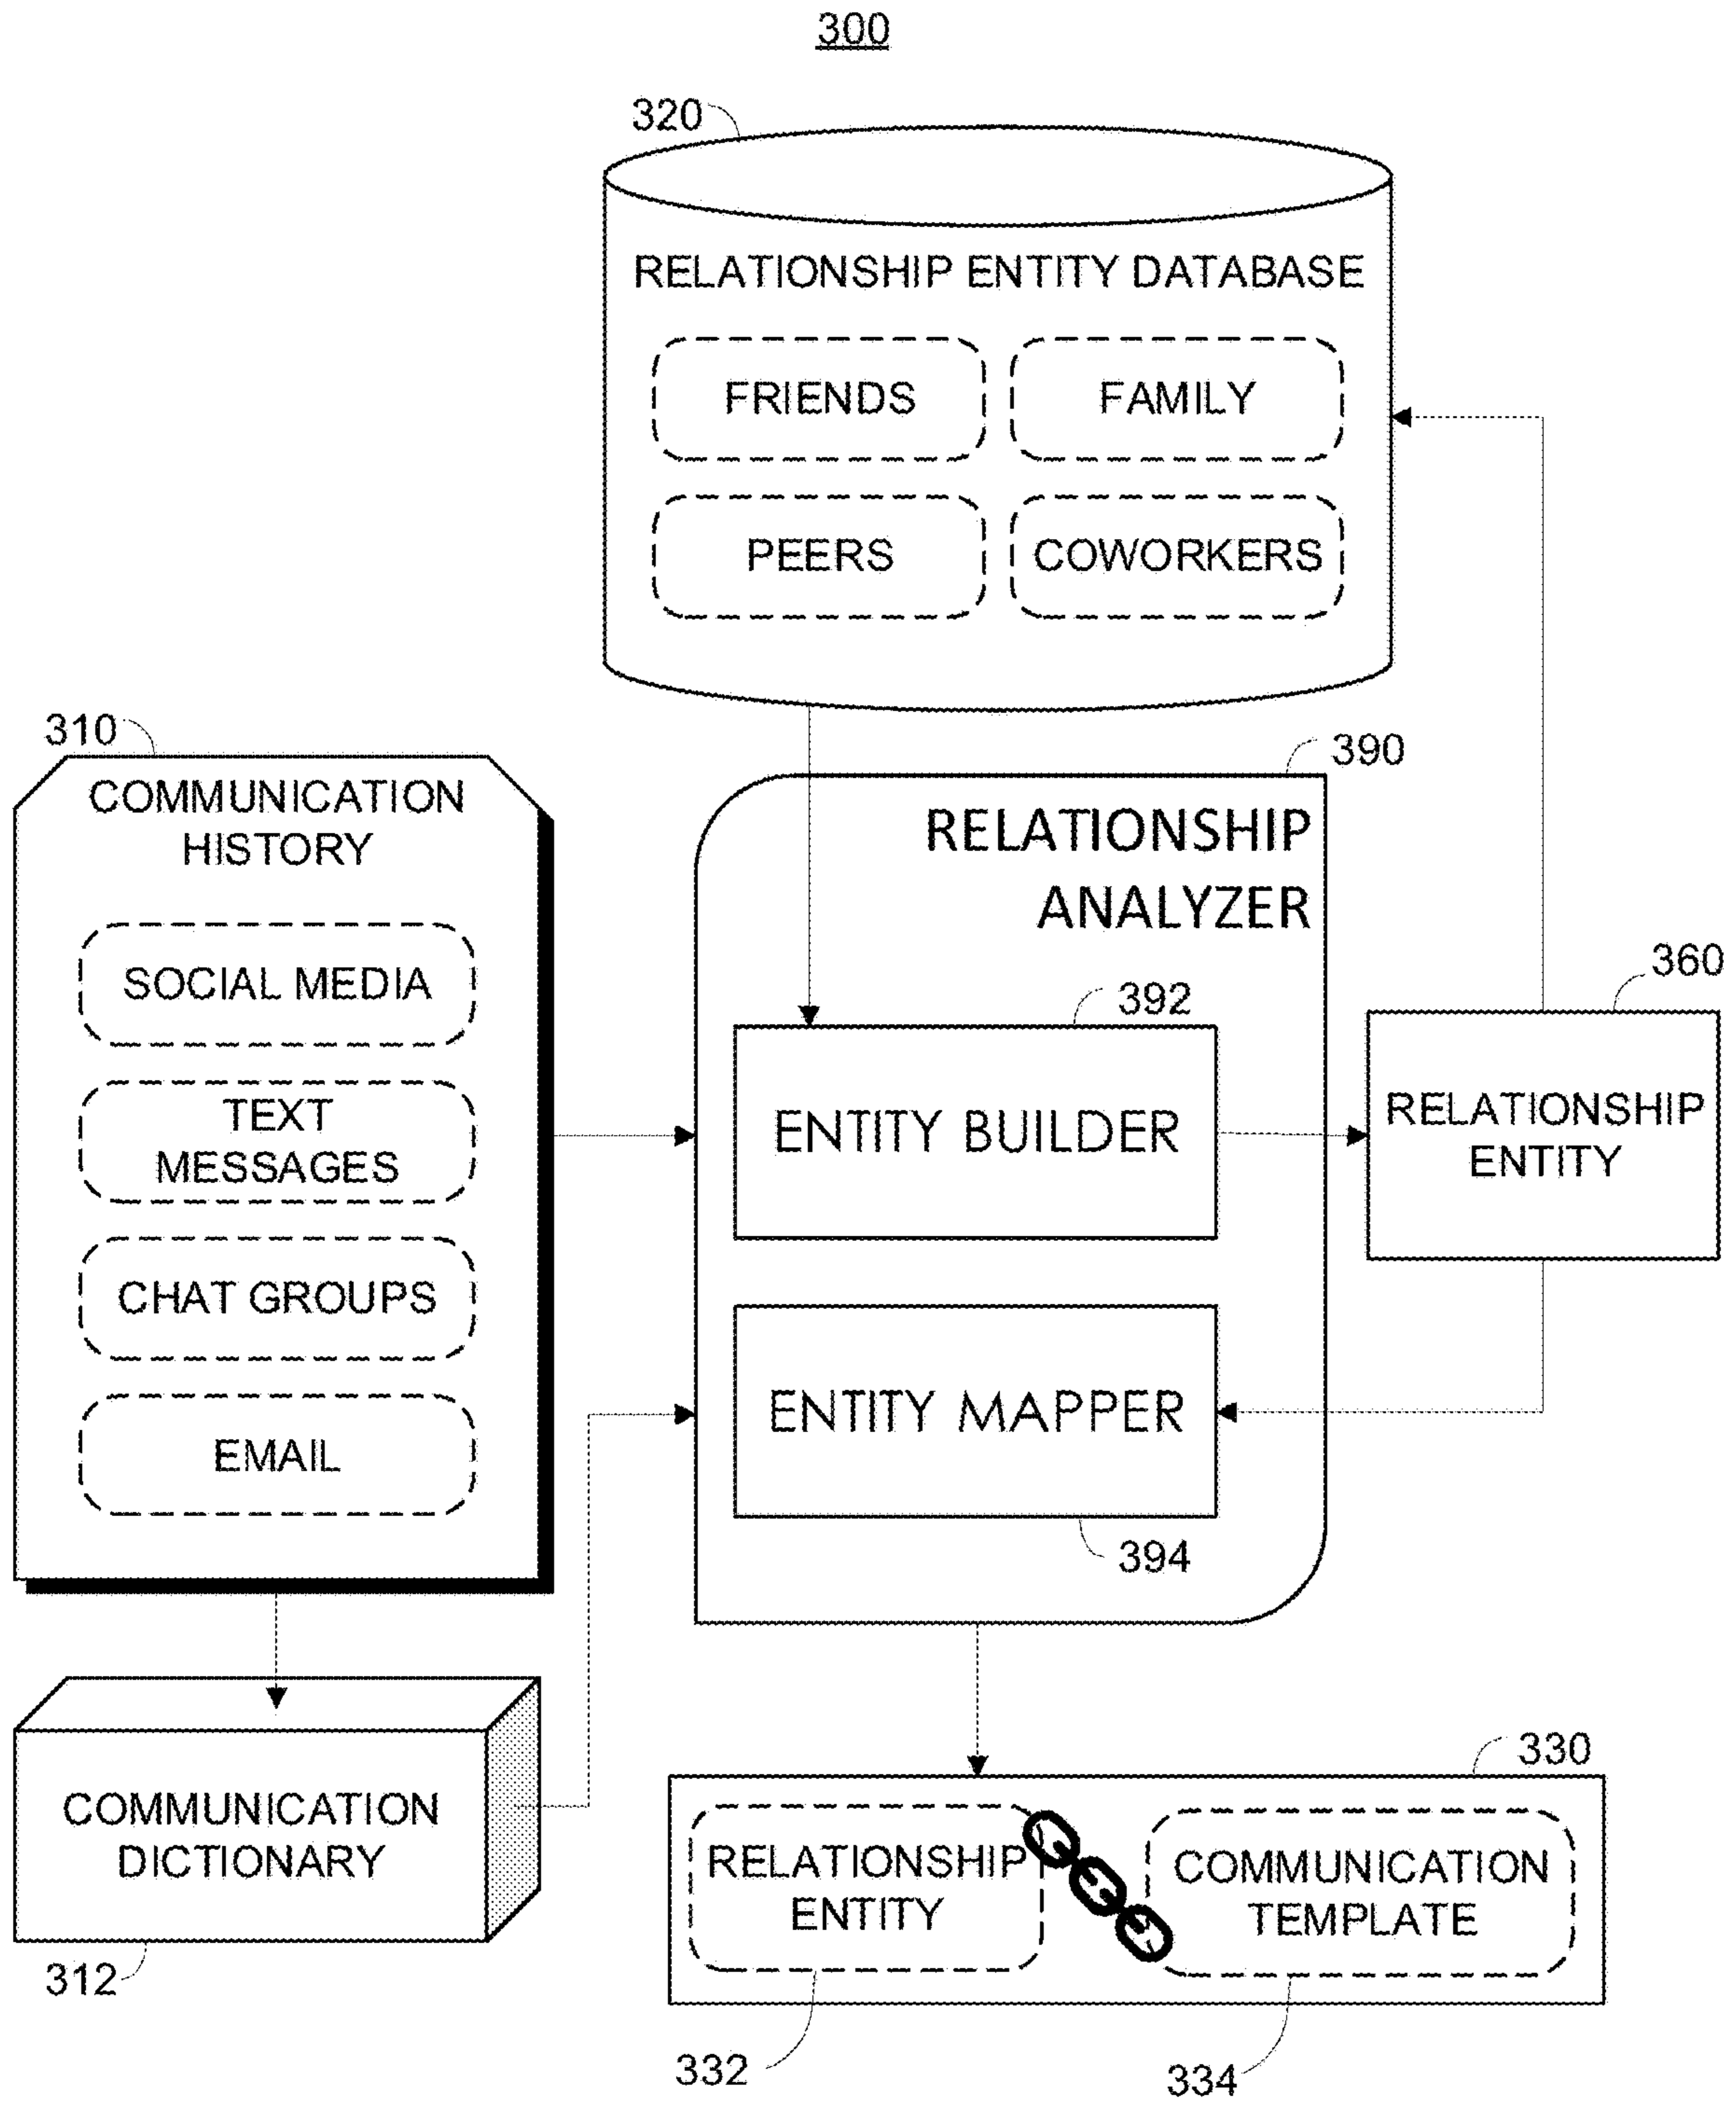 300
320
RELATIONSHIP ENTITY DATABASE
FRIENDS
FAMILY
PEERS
COWORKERS
310
COMMUNICATION
HISTORY
SOCIAL MEDIA
TEXT
MESSAGES
CHAT GROUPS
EMAIL
390
RELATIONSHIP
ANALYZER
392
ENTITY BUILDER
ENTITY MAPPER
394
360
RELATIONSHIP
ENTITY
COMMUNICATION
DICTIONARY
312
330
RELATIONSHIP
ENTITY
COMMUNICATION
TEMPLATE
332
334